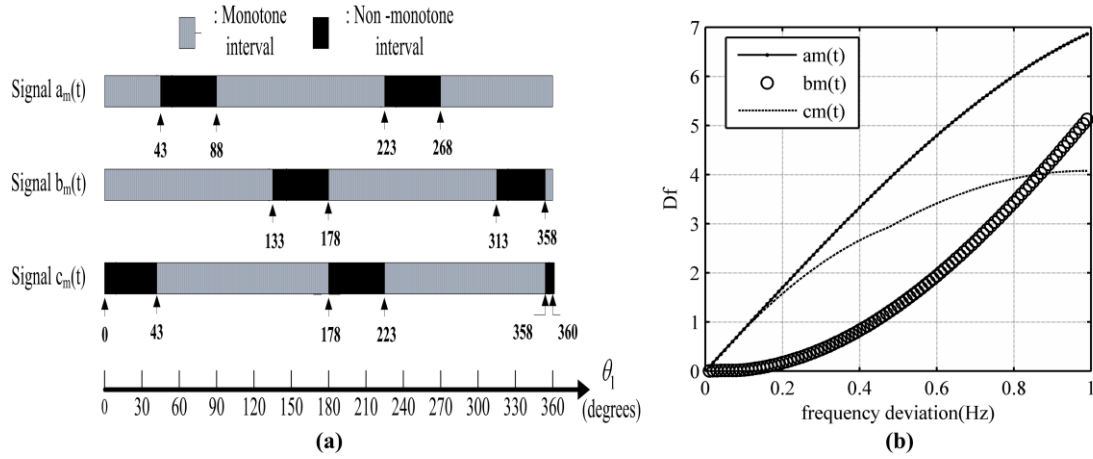 : Monotone interval
: Non -monotone interval
Signal aₘ(t)
43 88 223 268
Signal bₘ(t)
133 178 313 358
Signal cₘ(t)
0 43 178 223 358 360
θ₁
0 30 60 90 120 150 180 210 240 270 300 330 360 (degrees)
(a)
7
6
5
4
3
2
1
0
Df
am(t)
bm(t)
cm(t)
0 0.2 0.4 0.6 0.8 1
frequency deviation(Hz)
(b)